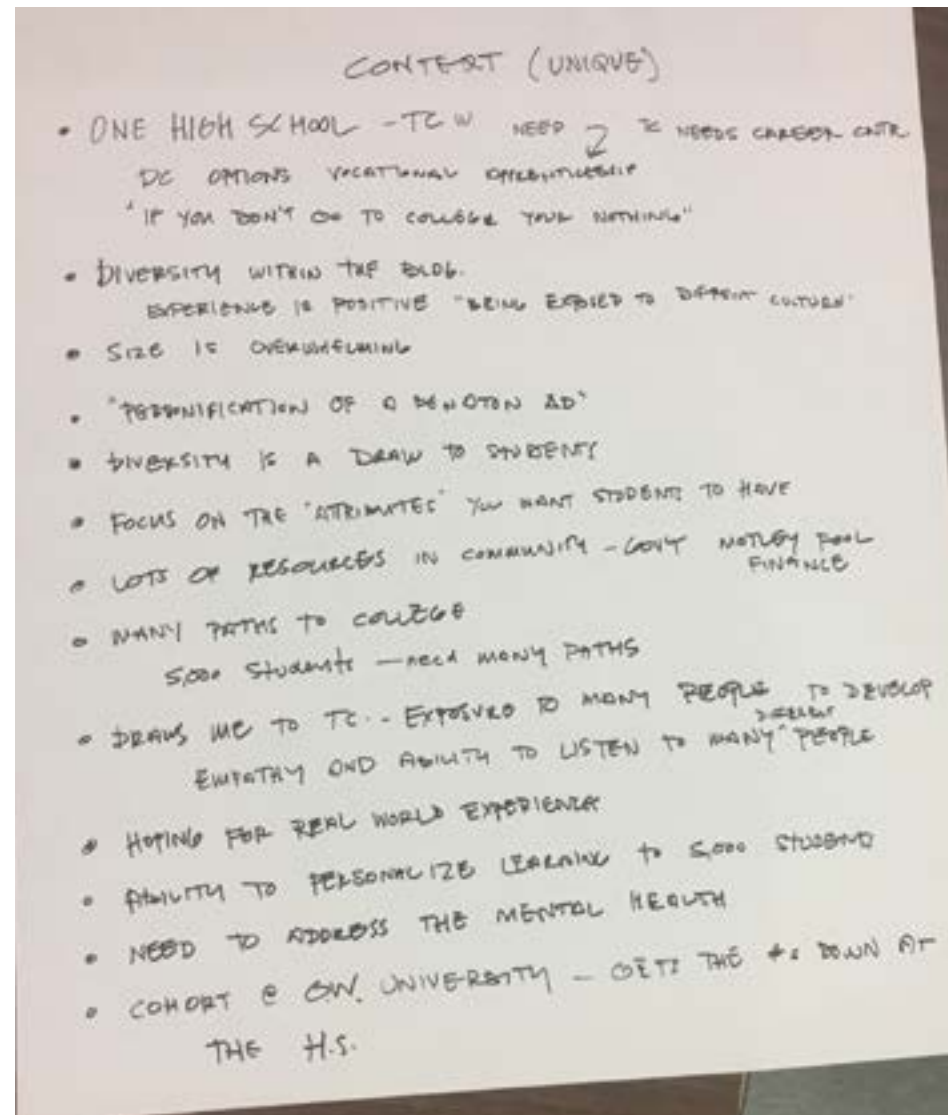 CONTEXT (UNIQUE)
• ONE HIGH SCHOOL - TC W NEED TC NEEDS CAREER CNTR
DC OPTIONS VOCATIONAL APPRENTICESHIP
"IF YOU DON'T GO TO COLLEGE YOUR NOTHING"
• DIVERSITY WITHIN THE BLDG.
EXPERIENCE IS POSITIVE "BEING EXPOSED TO DIFFERENT CULTURES"
• SIZE IS OVERWHELMING
• "PERSONIFICATION OF A BENETTON AD"
• DIVERSITY IS A DRAW TO STUDENTS
• FOCUS ON THE "ATTRIBUTES" YOU WANT STUDENTS TO HAVE
• LOTS OF RESOURCES IN COMMUNITY - GOVT MOTLEY FOOL
FINANCE
• MANY PATHS TO COLLEGE
5,000 Students — need MANY PATHS
• DRAWS ME TO TC - EXPOSURE TO MANY PEOPLE TO DEVELOP
EMPATHY AND ABILITY TO LISTEN TO MANY DIFFERENT PEOPLE
• HOPING FOR REAL WORLD EXPERIENCES
• ABILITY TO PERSONALIZE LEARNING to 5,000 STUDENTS
• NEED TO ADDRESS THE MENTAL HEALTH
• COHORT @ GW. UNIVERSITY - GETS THE #s DOWN AT
THE H.S.